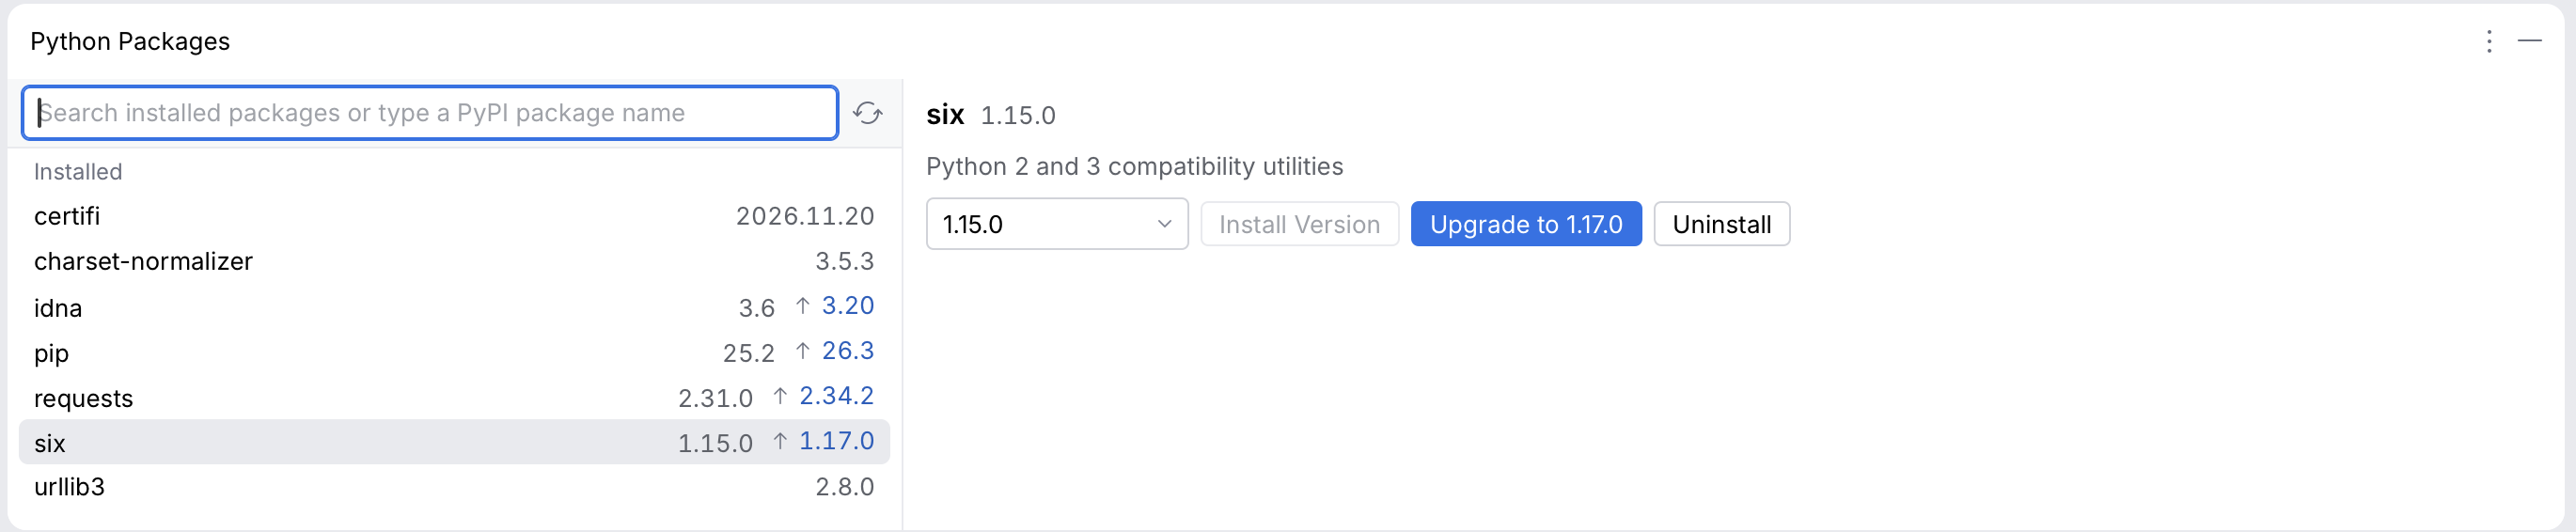 Python Packages
Search installed packages or type a PyPI package name
Installed
certifi 2026.11.20
charset-normalizer 3.5.3
idna 3.6 ↑ 3.20
pip 25.2 ↑ 26.3
requests 2.31.0 ↑ 2.34.2
six 1.15.0 ↑ 1.17.0
urllib3 2.8.0
six 1.15.0
Python 2 and 3 compatibility utilities
1.15.0 Install Version Upgrade to 1.17.0 Uninstall